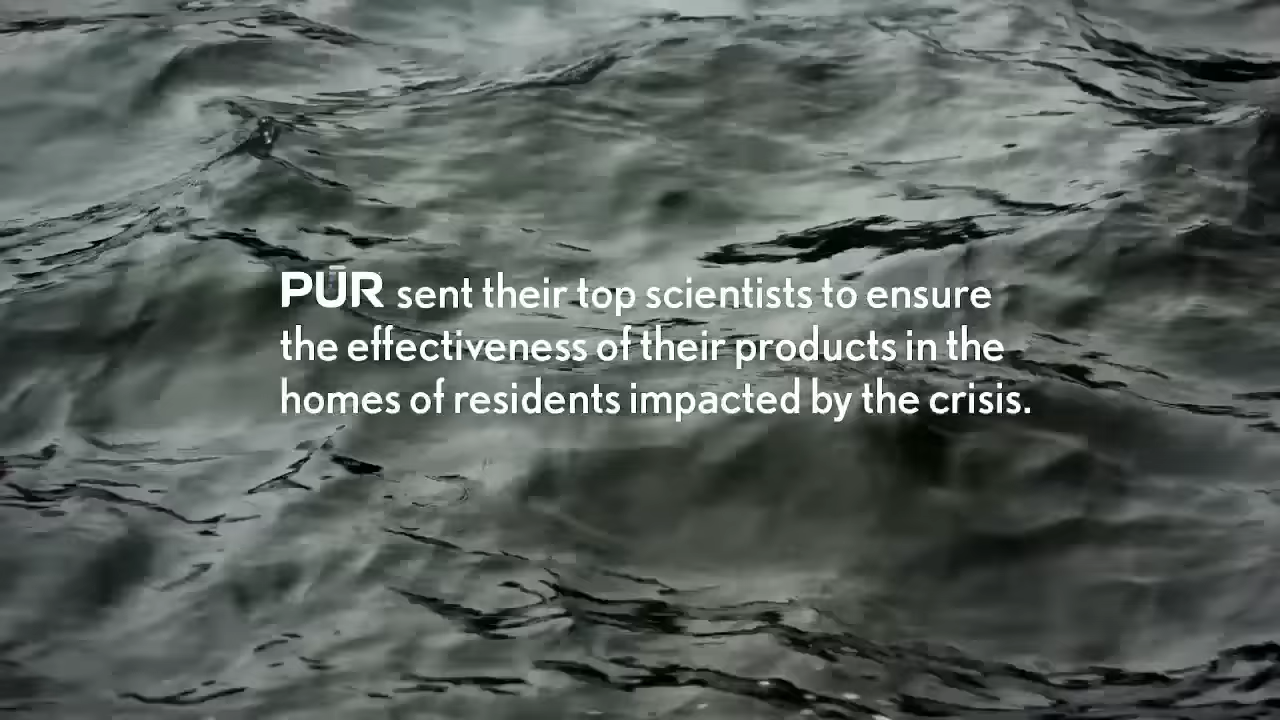 PŪR sent their top scientists to ensure
the effectiveness of their products in the
homes of residents impacted by the crisis.